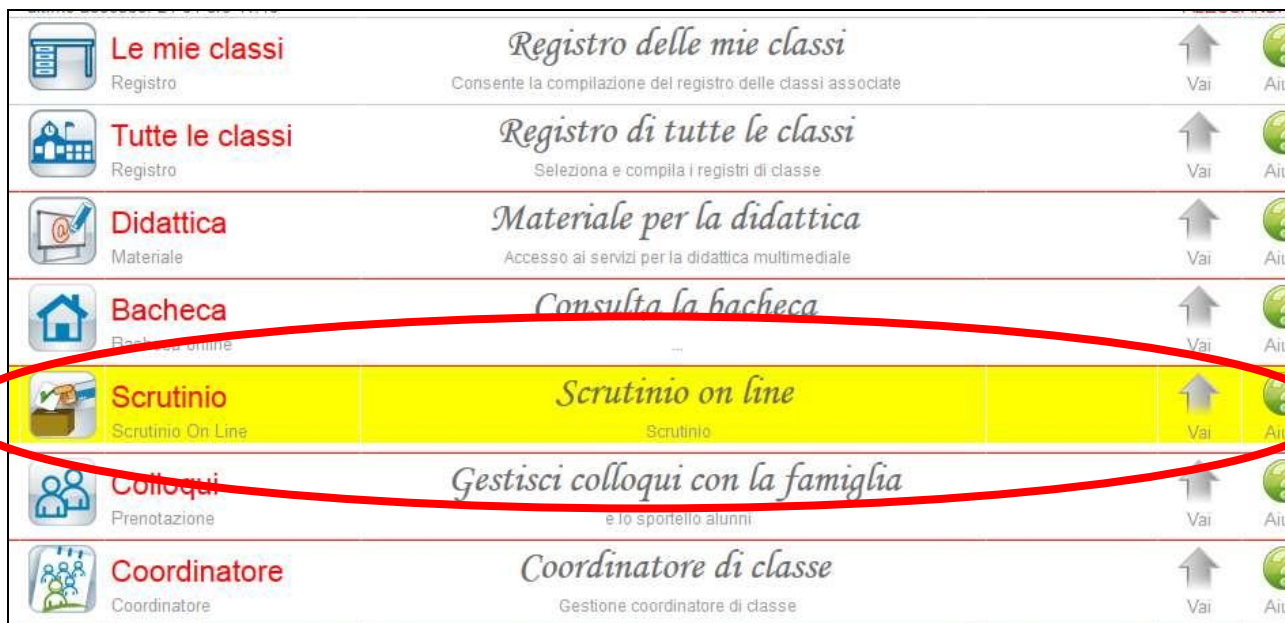 Le mie classi
Registro delle mie classi
Registro
Consente la compilazione del registro delle classi associate
Vai
Tutte le classi
Registro di tutte le classi
Registro
Seleziona e compila i registri di classe
Vai
Didattica
Materiale per la didattica
Materiale
Accesso ai servizi per la didattica multimediale
Vai
Bacheca
Consulta la bacheca
Bacheca online
...
Vai
Scrutinio
Scrutinio on line
Scrutinio On Line
Scrutinio
Vai
Colloqui
Gestisci colloqui con la famiglia
Prenotazione
e lo sportello alunni
Vai
Coordinatore
Coordinatore di classe
Coordinatore
Gestione coordinatore di classe
Vai